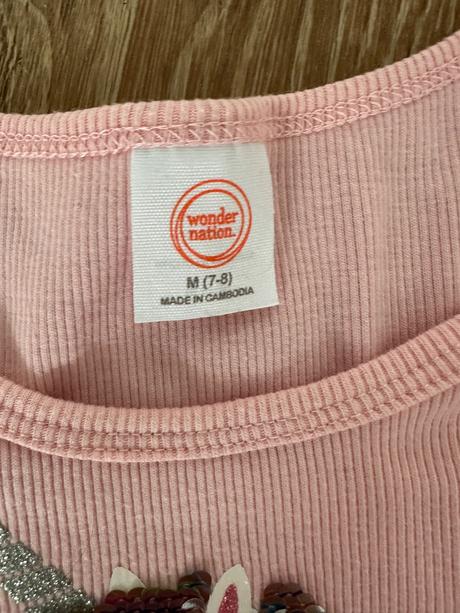 wonder
nation.
M (7-8)
MADE IN CAMBODIA